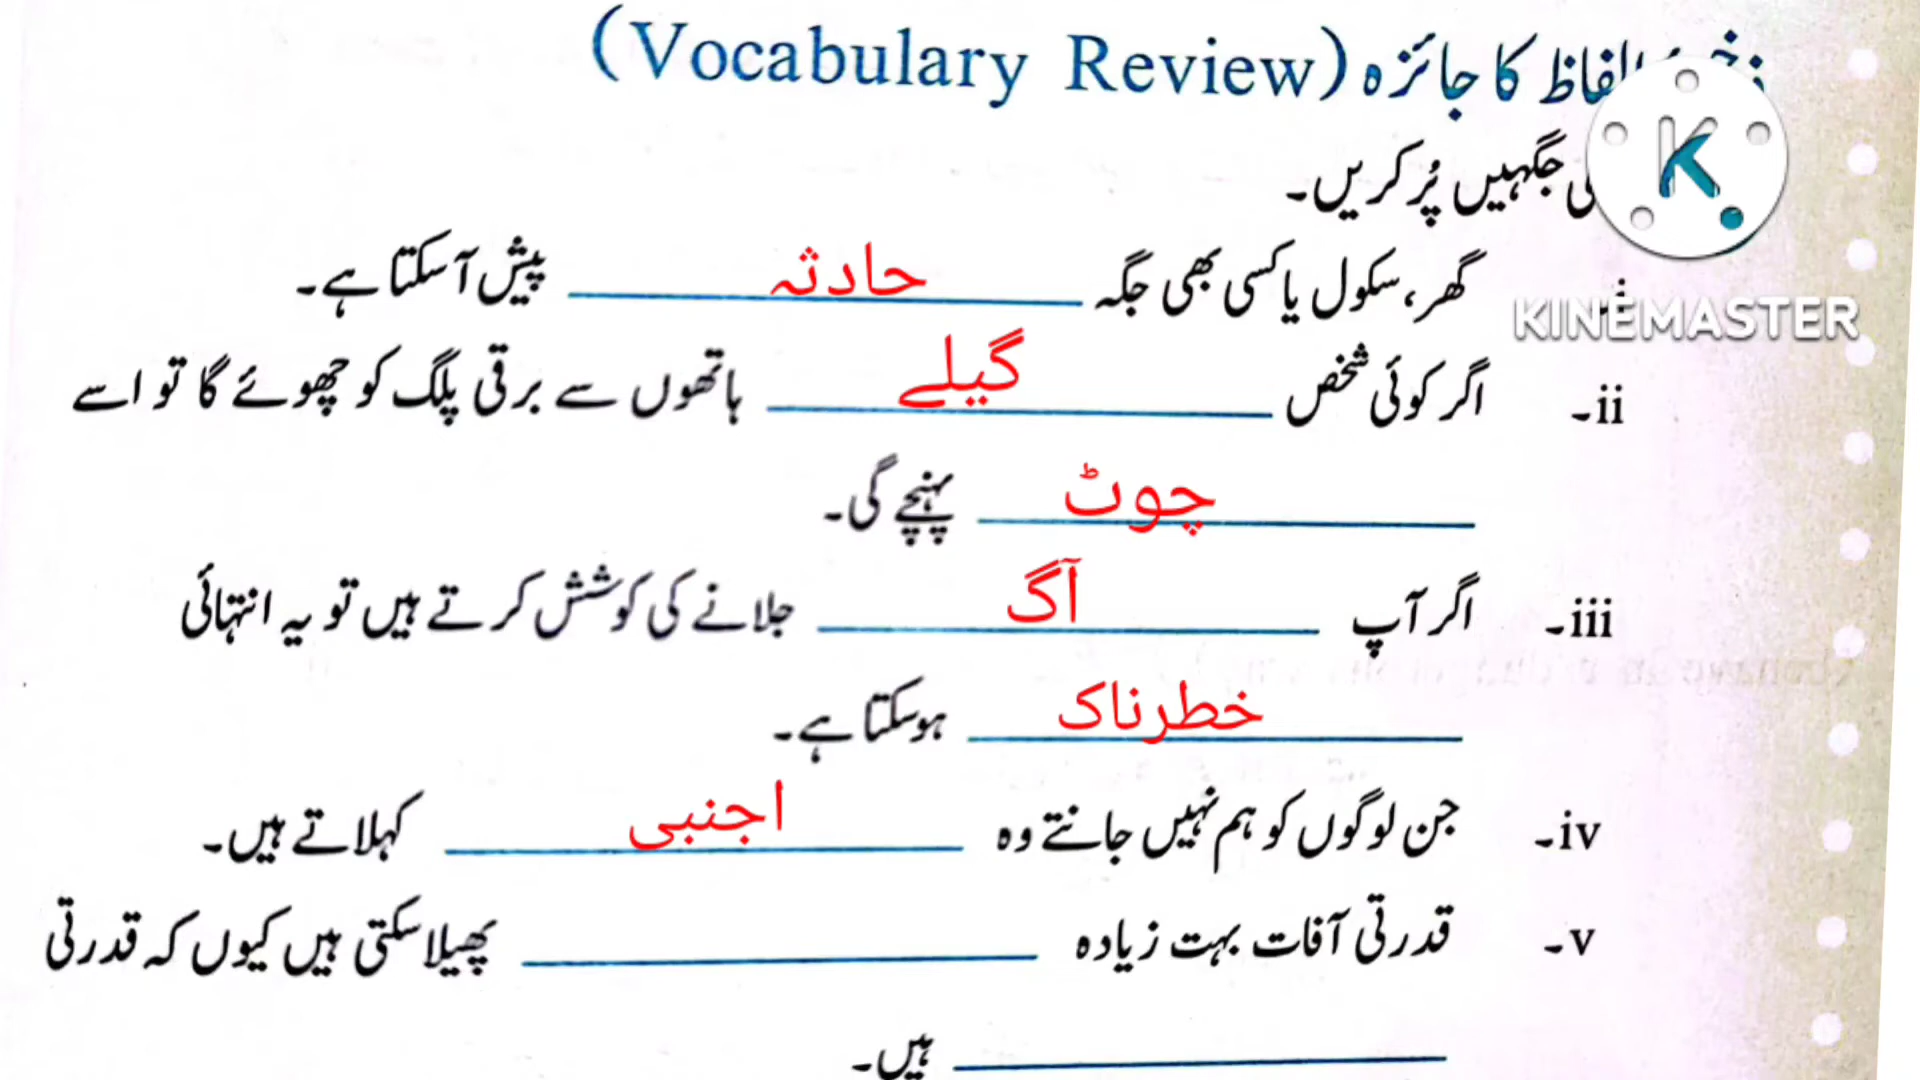 الفاظ کا جائزہ (Vocabulary Review)
جگہیں پُر کریں۔
گھر، سکول یا کسی بھی جگہ حادثہ پیش آ سکتا ہے۔
KINEMASTER
ii۔ اگر کوئی شخص گیلے ہاتھوں سے برقی پلگ کو چھوئے گا تو اسے
چوٹ پہنچے گی۔
iii۔ اگر آپ آگ جلانے کی کوشش کرتے ہیں تو یہ انتہائی
خطرناک ہو سکتا ہے۔
iv۔ جن لوگوں کو ہم نہیں جانتے وہ اجنبی کہلاتے ہیں۔
v۔ قدرتی آفات بہت زیادہ پھیلا سکتی ہیں کیوں کہ قدرتی
ہیں۔